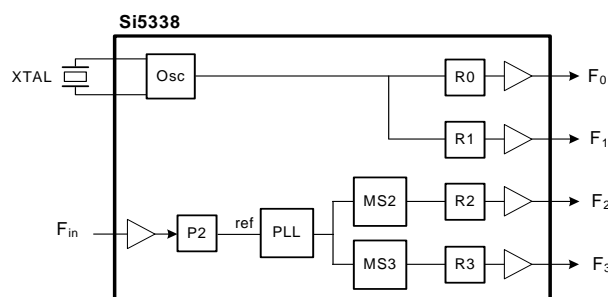 Si5338
XTAL
Osc
R0
F0
R1
F1
MS2
R2
F2
Fin
P2
ref
PLL
MS3
R3
F3